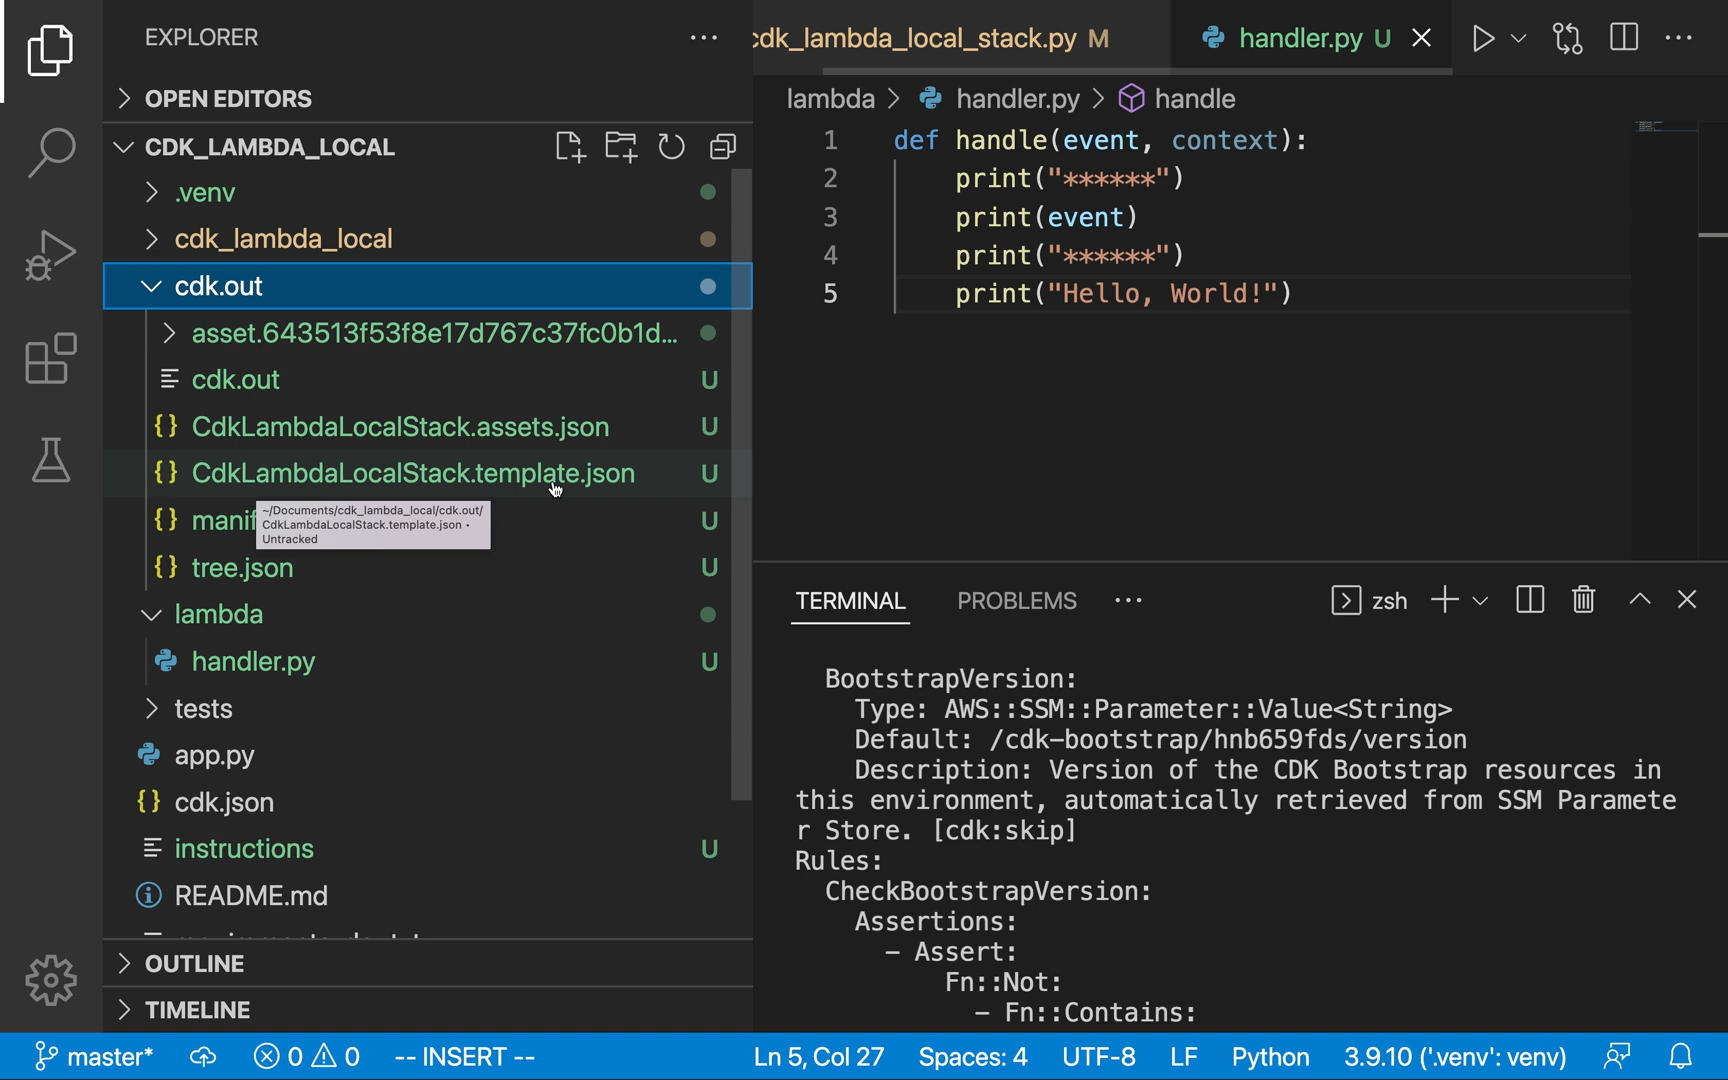 EXPLORER
OPEN EDITORS
CDK_LAMBDA_LOCAL
.venv
cdk_lambda_local
cdk.out
asset.643513f53f8e17d767c37fc0b1d...
cdk.out U
CdkLambdaLocalStack.assets.json U
CdkLambdaLocalStack.template.json U
manif U
~/Documents/cdk_lambda_local/cdk.out/
CdkLambdaLocalStack.template.json •
Untracked
tree.json U
lambda
handler.py U
tests
app.py
cdk.json
instructions U
README.md
OUTLINE
TIMELINE
cdk_lambda_local_stack.py M
handler.py U
lambda > handler.py > handle
1 def handle(event, context):
2 print("******")
3 print(event)
4 print("******")
5 print("Hello, World!")
TERMINAL PROBLEMS ··· zsh
BootstrapVersion:
Type: AWS::SSM::Parameter::Value<String>
Default: /cdk-bootstrap/hnb659fds/version
Description: Version of the CDK Bootstrap resources in
this environment, automatically retrieved from SSM Paramete
r Store. [cdk:skip]
Rules:
CheckBootstrapVersion:
Assertions:
- Assert:
Fn::Not:
- Fn::Contains:
master* 0 0 -- INSERT -- Ln 5, Col 27 Spaces: 4 UTF-8 LF Python 3.9.10 ('.venv': venv)